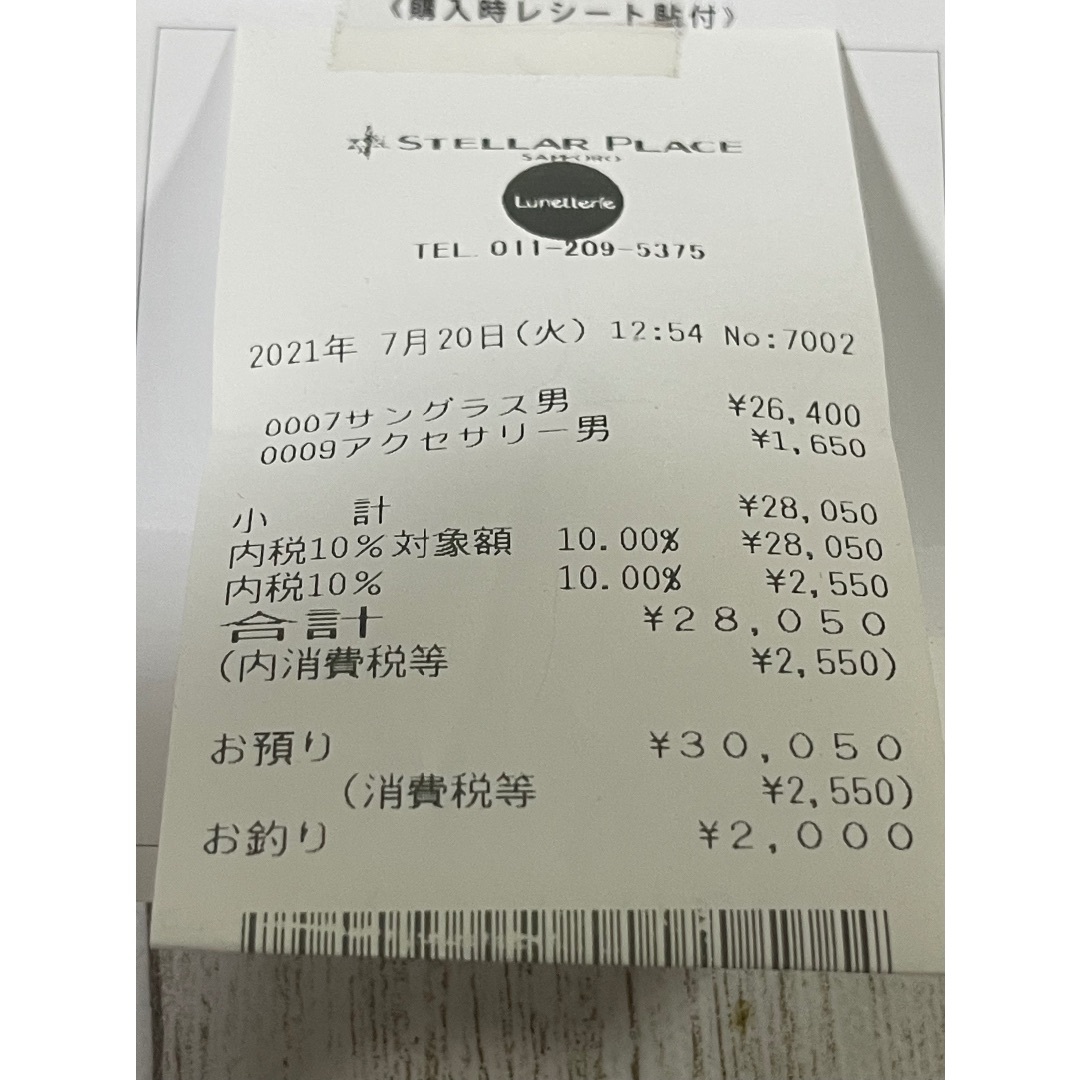 《購入時レシート貼付》
STELLAR PLACE
SAPPORO
Lunetterie
TEL. 011-209-5375
2021年 7月20日(火) 12:54 No:7002
0007サングラス男 ¥26,400
0009アクセサリー男 ¥1,650
小 計 ¥28,050
内税10%対象額 10.00% ¥28,050
内税10% 10.00% ¥2,550
合計 ¥28,050
(内消費税等 ¥2,550)
お預り ¥30,050
(消費税等 ¥2,550)
お釣り ¥2,000